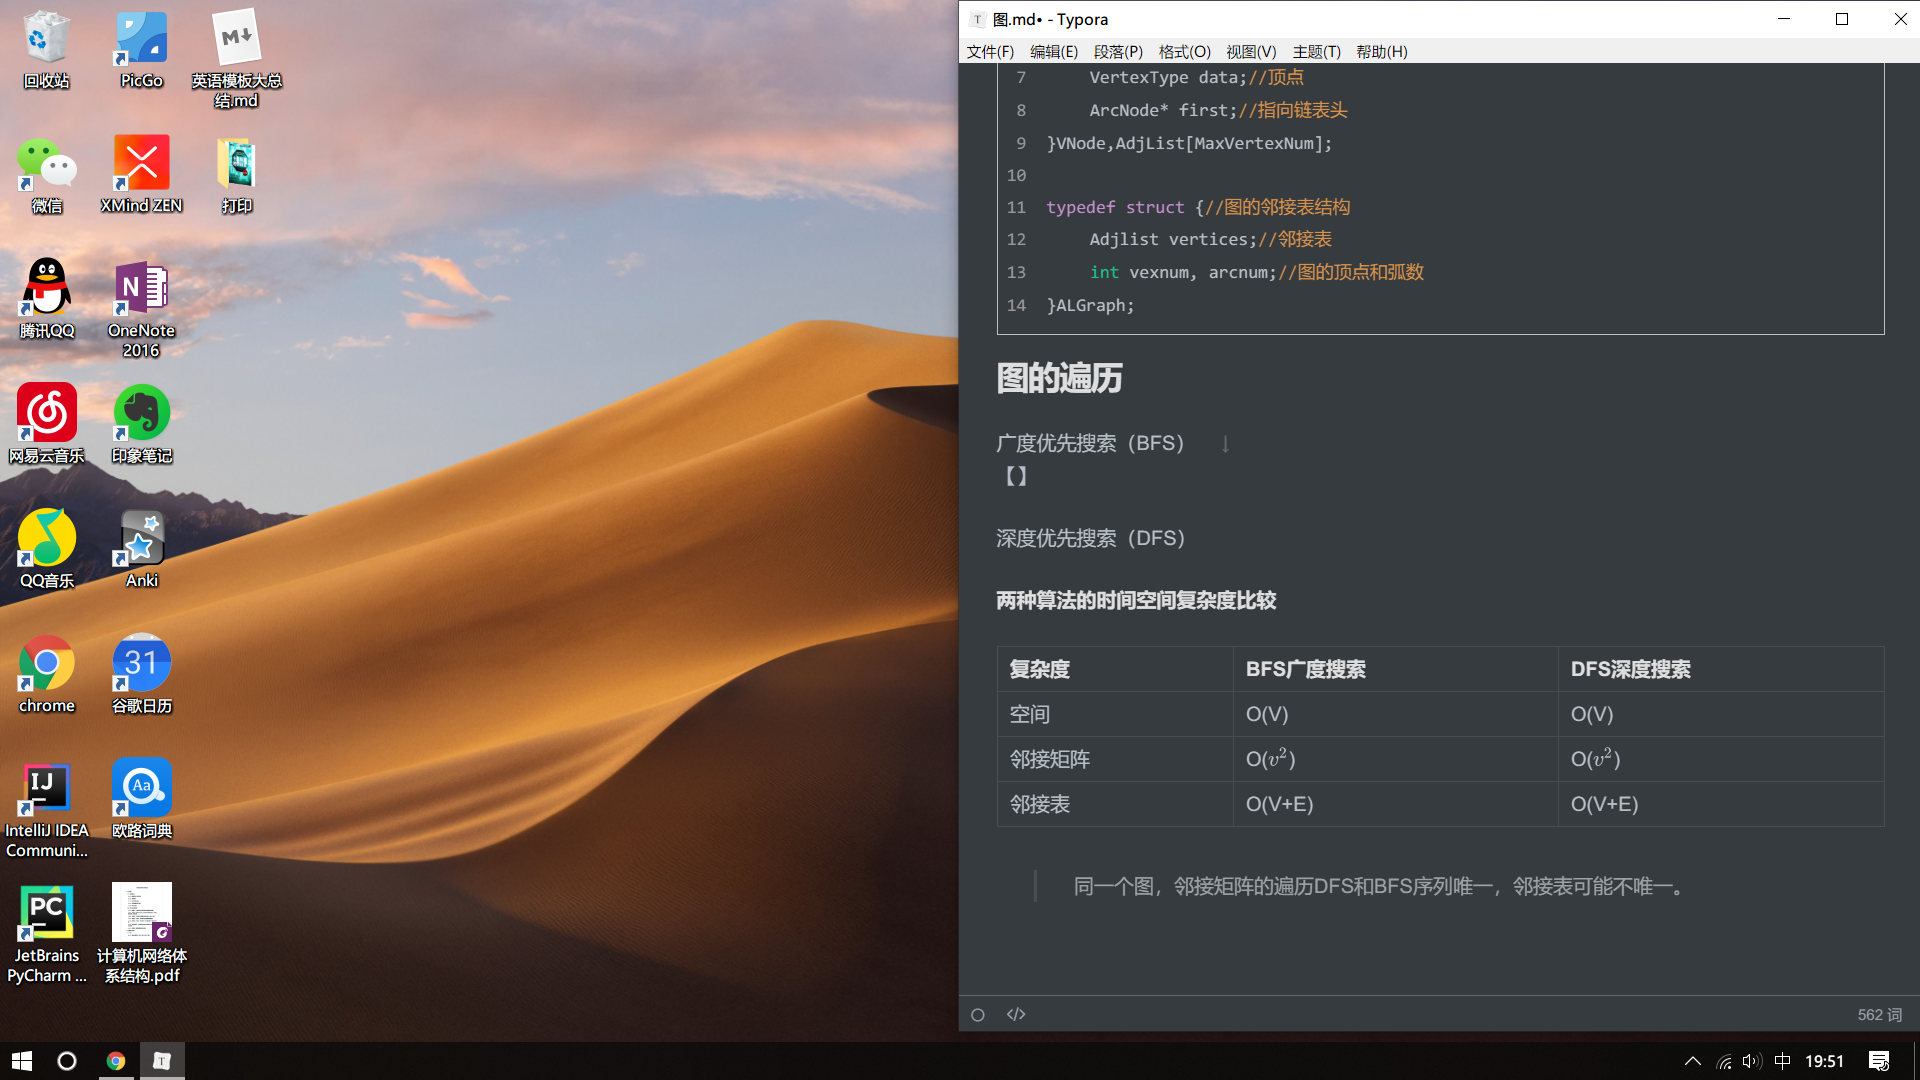 回收站
PicGo
英语模板大总
结.md
微信
XMind ZEN
打印
腾讯QQ
OneNote
2016
网易云音乐
印象笔记
QQ音乐
Anki
chrome
31
谷歌日历
IntelliJ IDEA
Communi...
欧路词典
JetBrains
PyCharm ...
计算机网络体
系结构.pdf
图.md• - Typora
文件(F) 编辑(E) 段落(P) 格式(O) 视图(V) 主题(T) 帮助(H)
7 VertexType data;//顶点
8 ArcNode* first;//指向链表头
9 }VNode,AdjList[MaxVertexNum];
10
11 typedef struct {//图的邻接表结构
12 Adjlist vertices;//邻接表
13 int vexnum, arcnum;//图的顶点和弧数
14 }ALGraph;
图的遍历
广度优先搜索（BFS） ↓
【】
深度优先搜索（DFS）
两种算法的时间空间复杂度比较
复杂度 BFS广度搜索 DFS深度搜索
空间 O(V) O(V)
邻接矩阵 O(v²) O(v²)
邻接表 O(V+E) O(V+E)
同一个图，邻接矩阵的遍历DFS和BFS序列唯一，邻接表可能不唯一。
</> 562 词
中 19:51